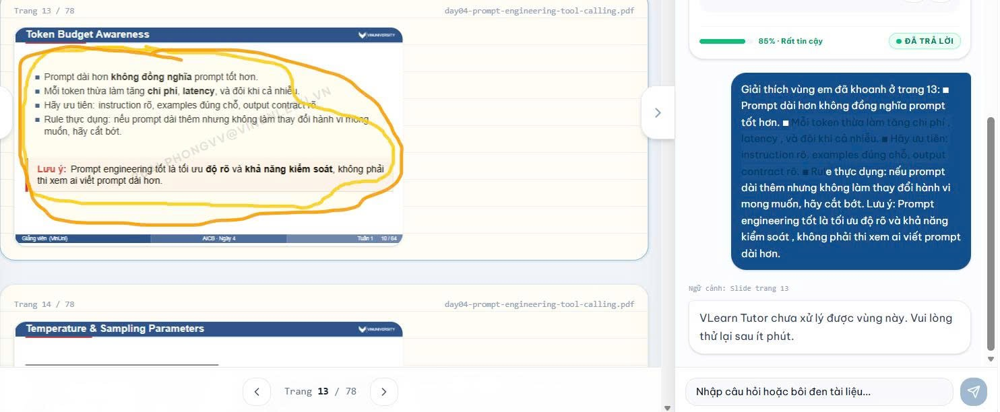 Trang 13 / 78
day04-prompt-engineering-tool-calling.pdf
Token Budget Awareness
VINUNIVERSITY
■ Prompt dài hơn không đồng nghĩa prompt tốt hơn.
■ Mỗi token thừa làm tăng chi phí, latency, và đôi khi cả nhiễu.
■ Hãy ưu tiên: instruction rõ, examples đúng chỗ, output contract rõ.
■ Rule thực dụng: nếu prompt dài thêm nhưng không làm thay đổi hành vi mong
muốn, hãy cắt bớt.
Lưu ý: Prompt engineering tốt là tối ưu độ rõ và khả năng kiểm soát, không phải
thi xem ai viết prompt dài hơn.
Giảng viên (VinUni)
AICB - Ngày 4
Tuần 1 10 / 64
Trang 14 / 78
day04-prompt-engineering-tool-calling.pdf
Temperature & Sampling Parameters
VINUNIVERSITY
Trang 13 / 78
85% · Rất tin cậy
ĐÃ TRẢ LỜI
Giải thích vùng em đã khoanh ở trang 13: ■
Prompt dài hơn không đồng nghĩa prompt
tốt hơn. ■ Mỗi token thừa làm tăng chi phí ,
latency , và đôi khi cả nhiễu. ■ Hãy ưu tiên:
instruction rõ, examples đúng chỗ, output
contract rõ. ■ Rule thực dụng: nếu prompt
dài thêm nhưng không làm thay đổi hành vi
mong muốn, hãy cắt bớt. Lưu ý: Prompt
engineering tốt là tối ưu độ rõ và khả năng
kiểm soát , không phải thi xem ai viết prompt
dài hơn.
Ngữ cảnh: Slide trang 13
VLearn Tutor chưa xử lý được vùng này. Vui lòng
thử lại sau ít phút.
Nhập câu hỏi hoặc bôi đen tài liệu...